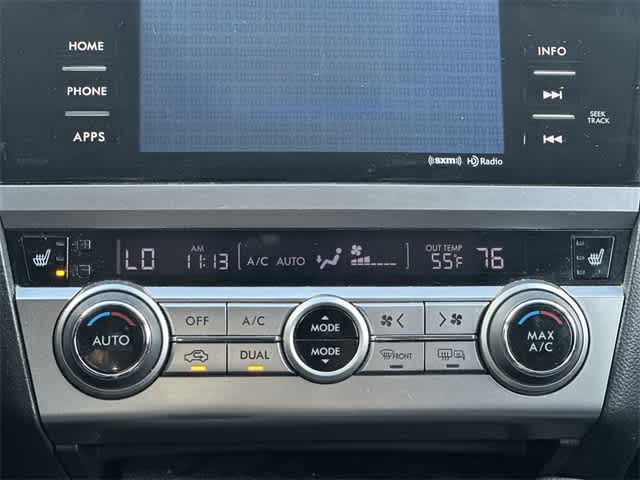 HOME
INFO
PHONE
APPS
SEEK
TRACK
((sxm)) HD Radio
LO AM 11:13 A/C AUTO OUT TEMP 55°F 76
OFF A/C MODE
AUTO MODE MAX A/C
DUAL FRONT